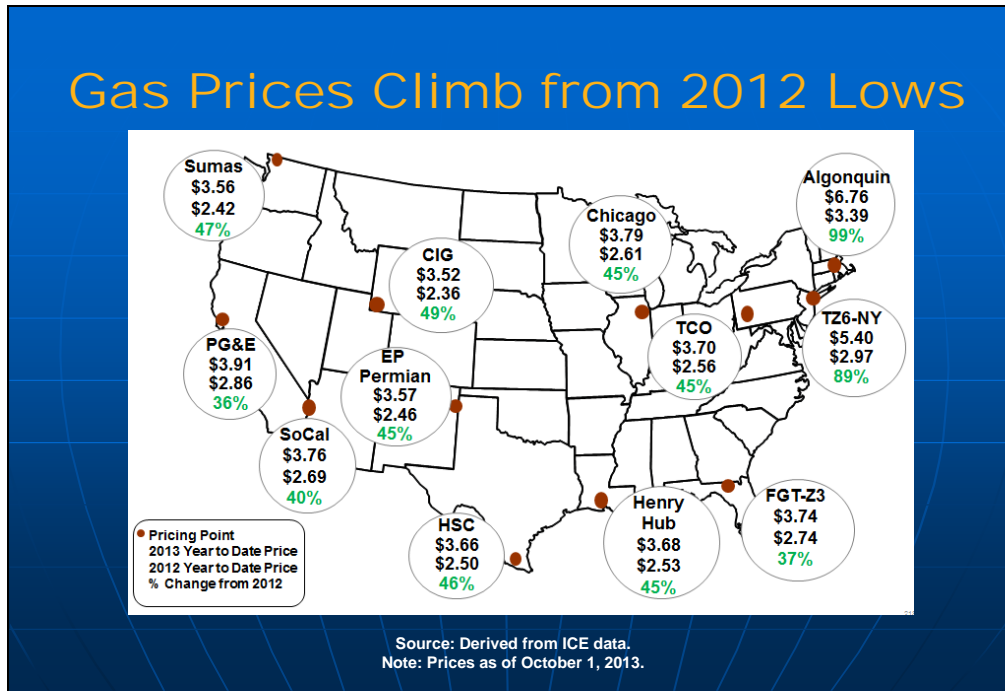 Gas Prices Climb from 2012 Lows
Sumas
$3.56
$2.42
47%
Algonquin
$6.76
$3.39
99%
Chicago
$3.79
$2.61
45%
CIG
$3.52
$2.36
49%
TZ6-NY
$5.40
$2.97
89%
TCO
$3.70
$2.56
45%
PG&E
$3.91
$2.86
36%
EP
Permian
$3.57
$2.46
45%
SoCal
$3.76
$2.69
40%
HSC
$3.66
$2.50
46%
Henry
Hub
$3.68
$2.53
45%
FGT-Z3
$3.74
$2.74
37%
Pricing Point
2013 Year to Date Price
2012 Year to Date Price
% Change from 2012
Source: Derived from ICE data.
Note: Prices as of October 1, 2013.